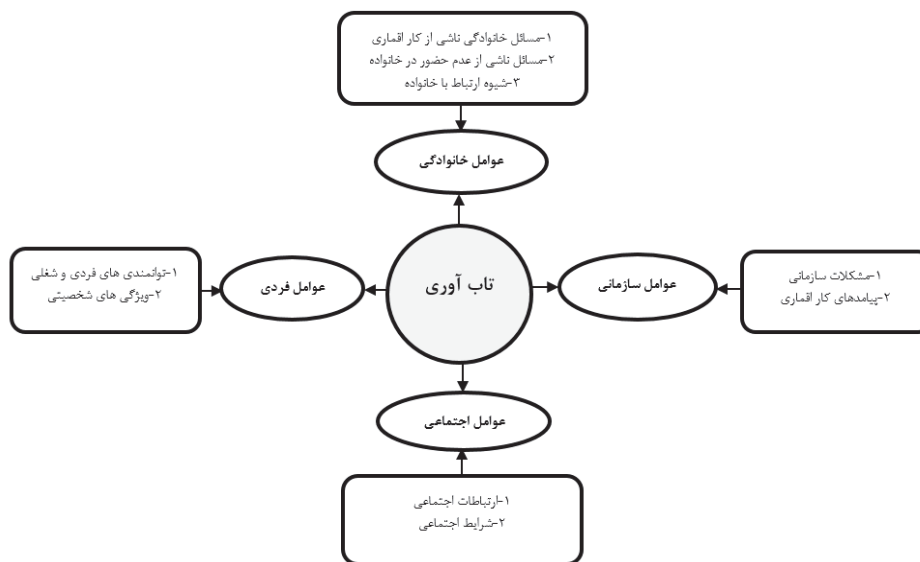 ۱-مسائل خانوادگی ناشی از کار اقماری
۲-مسائل ناشی از عدم حضور در خانواده
۳-شیوه ارتباط با خانواده
عوامل خانوادگی
تاب آوری
عوامل سازمانی
۱-مشکلات سازمانی
۲-پیامدهای کار اقماری
عوامل فردی
۱-توانمندی های فردی و شغلی
۲-ویژگی های شخصیتی
عوامل اجتماعی
۱-ارتباطات اجتماعی
۲-شرایط اجتماعی